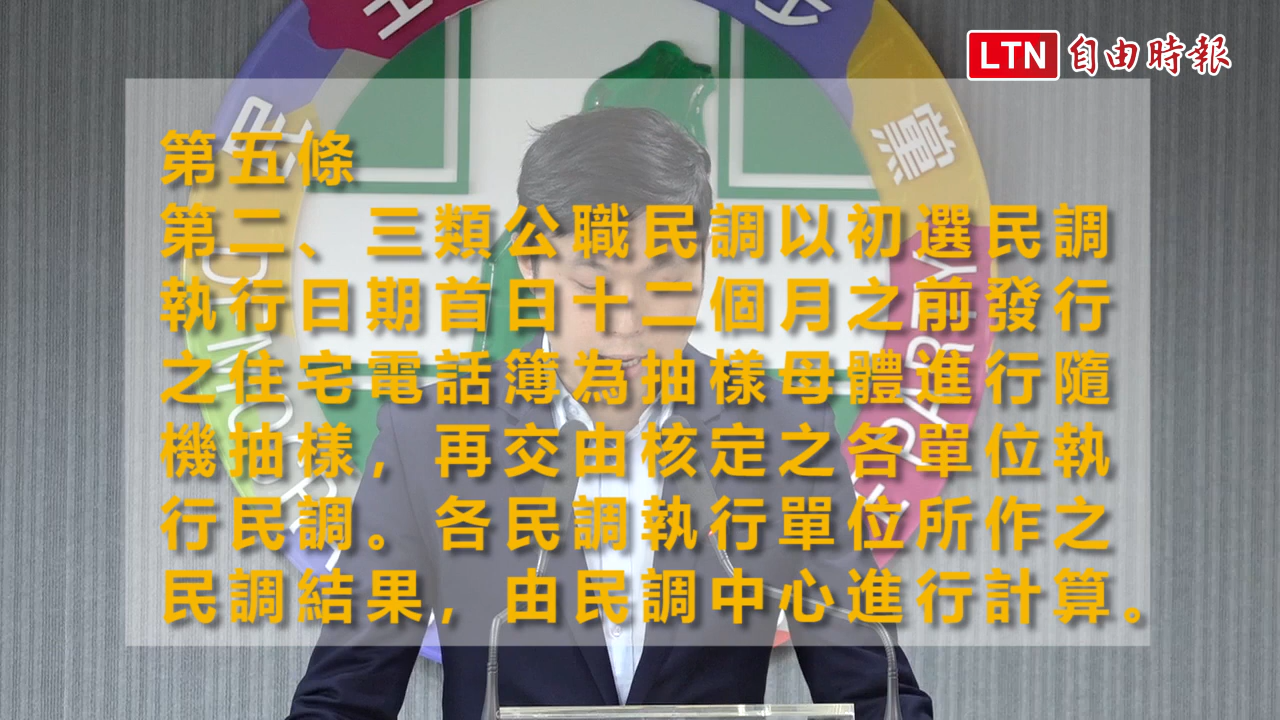 LTN 自由時報
民主 黨
第五條
第二、三類公職民調以初選民調
執行日期首日十二個月之前發行
之住宅電話簿為抽樣母體進行隨
機抽樣，再交由核定之各單位執
行民調。各民調執行單位所作之
民調結果，由民調中心進行計算。
PARTY